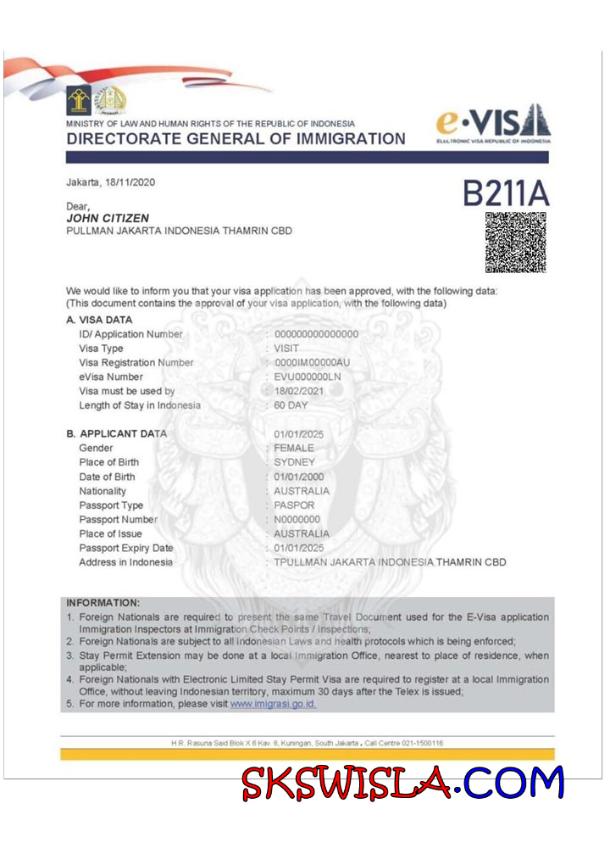 MINISTRY OF LAW AND HUMAN RIGHTS OF THE REPUBLIC OF INDONESIA
DIRECTORATE GENERAL OF IMMIGRATION
e-VISA
ELECTRONIC VISA REPUBLIC OF INDONESIA
Jakarta, 18/11/2020
B211A
Dear,
JOHN CITIZEN
PULLMAN JAKARTA INDONESIA THAMRIN CBD
We would like to inform you that your visa application has been approved, with the following data:
(This document contains the approval of your visa application, with the following data)
A. VISA DATA
ID/ Application Number : 000000000000000
Visa Type : VISIT
Visa Registration Number : 0000IM00000AU
eVisa Number : EVU000000LN
Visa must be used by : 18/02/2021
Length of Stay in Indonesia : 60 DAY
B. APPLICANT DATA 01/01/2025
Gender : FEMALE
Place of Birth : SYDNEY
Date of Birth : 01/01/2000
Nationality : AUSTRALIA
Passport Type : PASPOR
Passport Number : N0000000
Place of Issue : AUSTRALIA
Passport Expiry Date : 01/01/2025
Address in Indonesia : TPULLMAN JAKARTA INDONESIA THAMRIN CBD
INFORMATION:
1. Foreign Nationals are required to present the same Travel Document used for the E-Visa application
Immigration Inspectors at Immigration Check Points / Inspections;
2. Foreign Nationals are subject to all Indonesian Laws and health protocols which is being enforced;
3. Stay Permit Extension may be done at a local Immigration Office, nearest to place of residence, when
applicable;
4. Foreign Nationals with Electronic Limited Stay Permit Visa are required to register at a local Immigration
Office, without leaving Indonesian territory, maximum 30 days after the Telex is issued;
5. For more information, please visit www.imigrasi.go.id.
H.R. Rasuna Said Blok X 6 Kav. 8, Kuningan, South Jakarta , Call Centre 021-1500116
SKSWISLA.COM